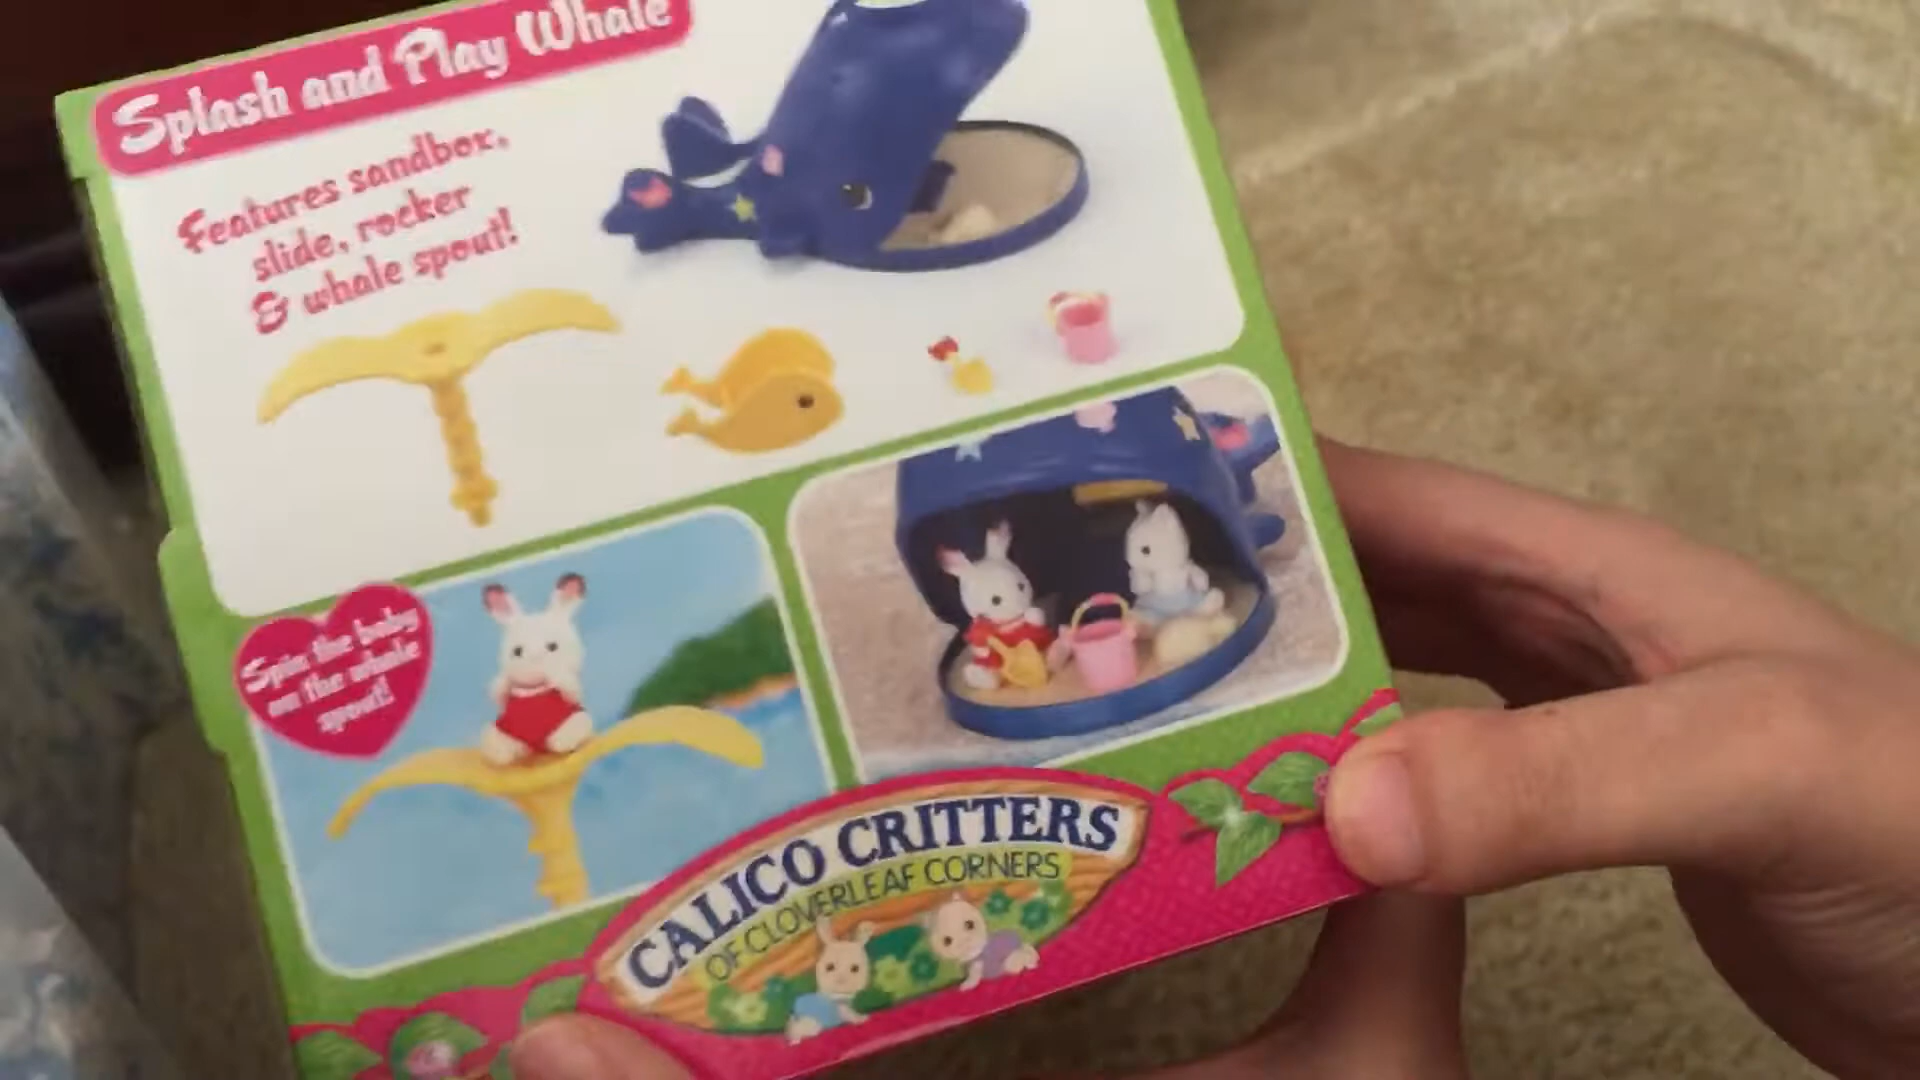 Splash and Play Whale
Features sandbox,
slide, rocker
& whale spout!
Spin the baby
on the whale
spout!
CALICO CRITTERS
OF CLOVERLEAF CORNERS